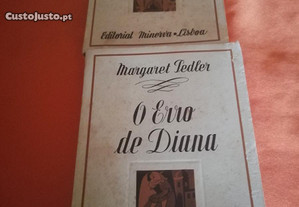 CustoJusto.pt
Editorial Minerva • Lisboa
Margaret Pedler
O Erro
de Diana